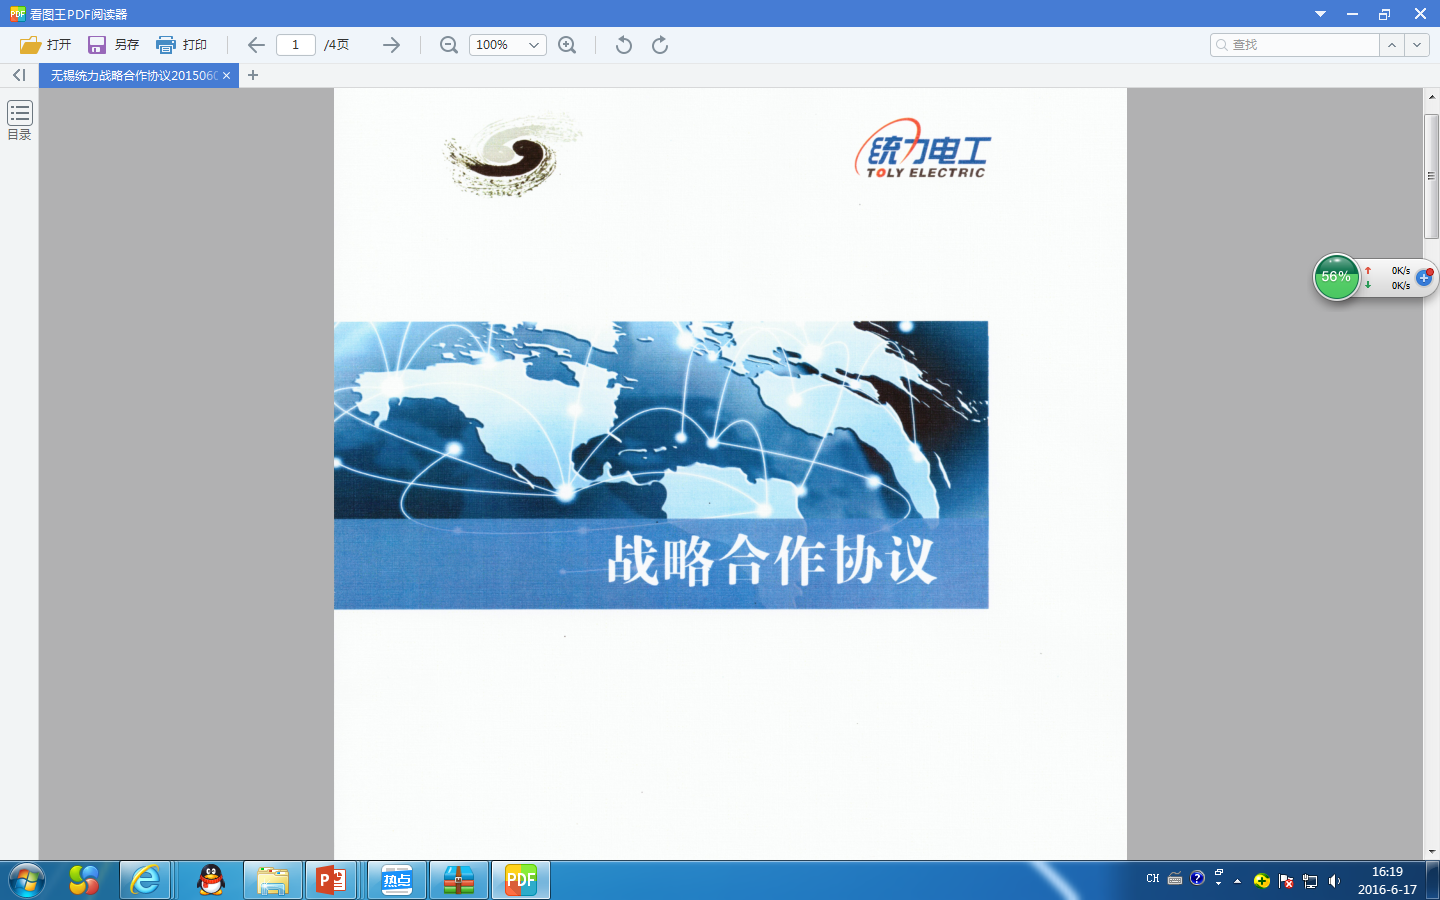 看图王PDF阅读器
打开
另存
打印
1
/4页
100%
查找
无锡统力战略合作协议201506
目录
统力电工
TOLY ELECTRIC
56%
0K/s
0K/s
战略合作协议
热点
PDF
CH
16:19
2016-6-17